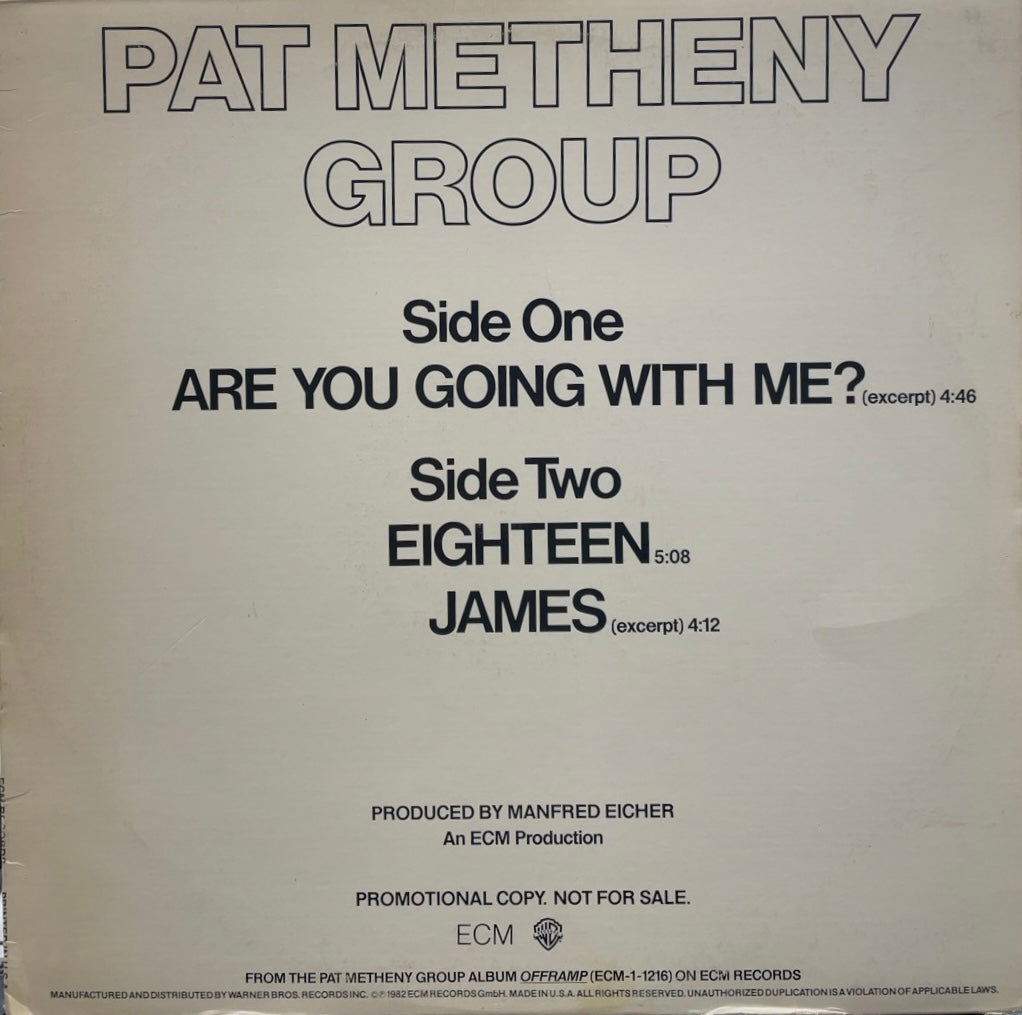 PAT METHENY
GROUP
Side One
ARE YOU GOING WITH ME? (excerpt) 4:46
Side Two
EIGHTEEN 5:08
JAMES (excerpt) 4:12
PRODUCED BY MANFRED EICHER
An ECM Production
PROMOTIONAL COPY. NOT FOR SALE.
ECM WB
FROM THE PAT METHENY GROUP ALBUM OFFRAMP (ECM-1-1216) ON ECM RECORDS
MANUFACTURED AND DISTRIBUTED BY WARNER BROS. RECORDS INC. ©℗ 1982 ECM RECORDS GmbH. MADE IN U.S.A. ALL RIGHTS RESERVED. UNAUTHORIZED DUPLICATION IS A VIOLATION OF APPLICABLE LAWS.